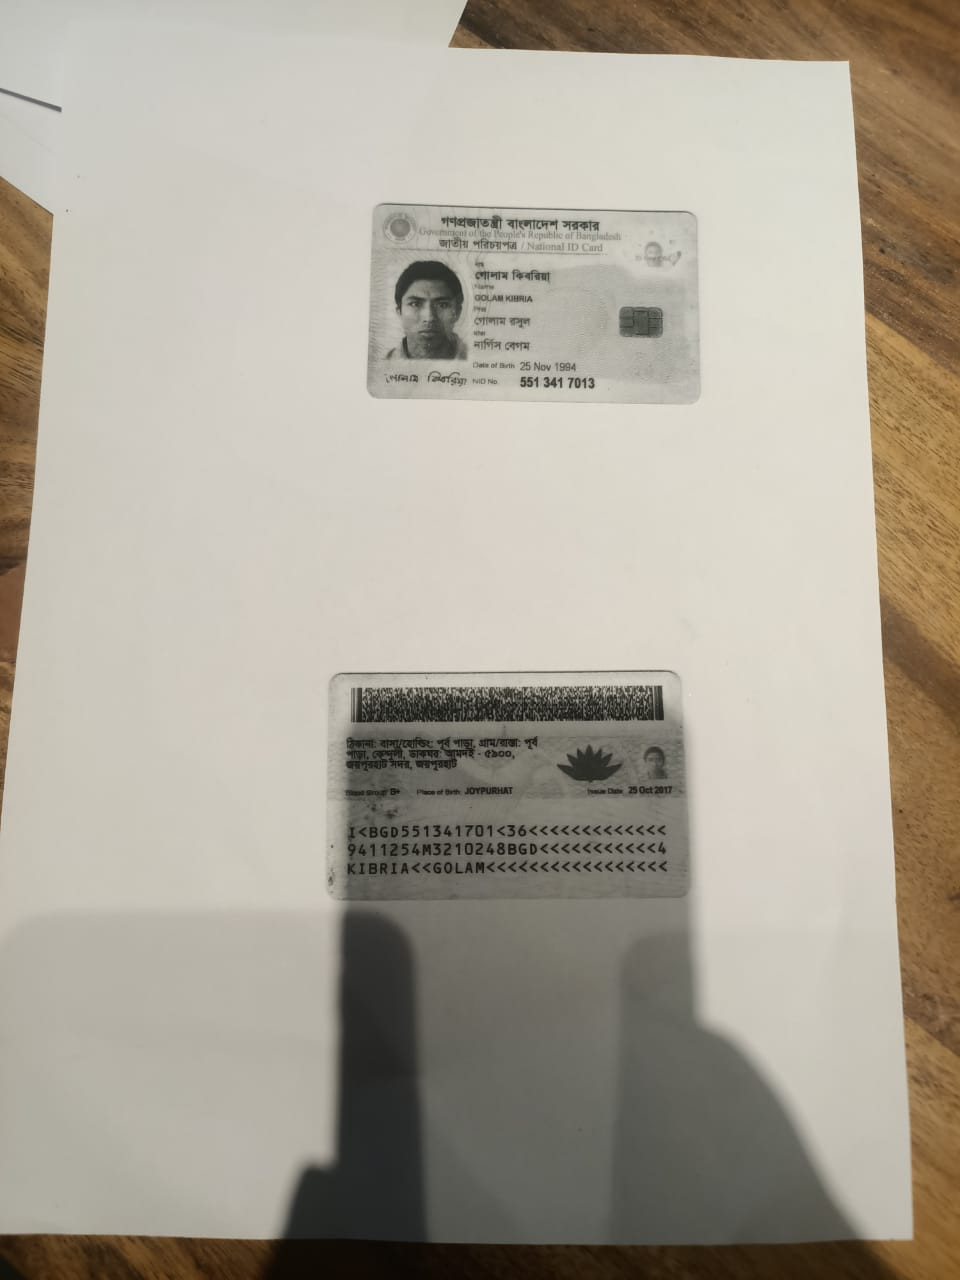 গণপ্রজাতন্ত্রী বাংলাদেশ সরকার
Government of the People's Republic of Bangladesh
জাতীয় পরিচয়পত্র / National ID Card
নাম
গোলাম কিবরিয়া
Name
GOLAM KIBRIA
পিতা
গোলাম রসুল
মাতা
নার্গিস বেগম
Date of Birth 25 Nov 1994
গোলাম কিবরিয়া NID No. 551 341 7013
ঠিকানা: বাসা/হোল্ডিং: পূর্ব পাড়া, গ্রাম/রাস্তা: পূর্ব
পাড়া, কেন্দুলী, ডাকঘর: আমদই - ৫৯০০,
জয়পুরহাট সদর, জয়পুরহাট
Blood Group: B+ Place of Birth: JOYPURHAT Issue Date: 25 Oct 2017
I<BGD551341701<36<<<<<<<<<<<<<
9411254M3210248BGD<<<<<<<<<<<4
KIBRIA<<GOLAM<<<<<<<<<<<<<<<<<